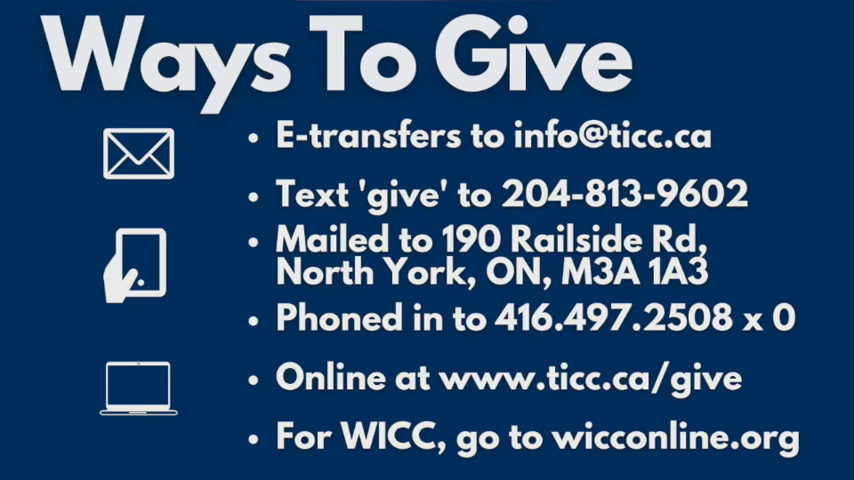 Ways To Give
• E-transfers to info@ticc.ca
• Text 'give' to 204-813-9602
• Mailed to 190 Railside Rd,
North York, ON, M3A 1A3
• Phoned in to 416.497.2508 x 0
• Online at www.ticc.ca/give
• For WICC, go to wicconline.org